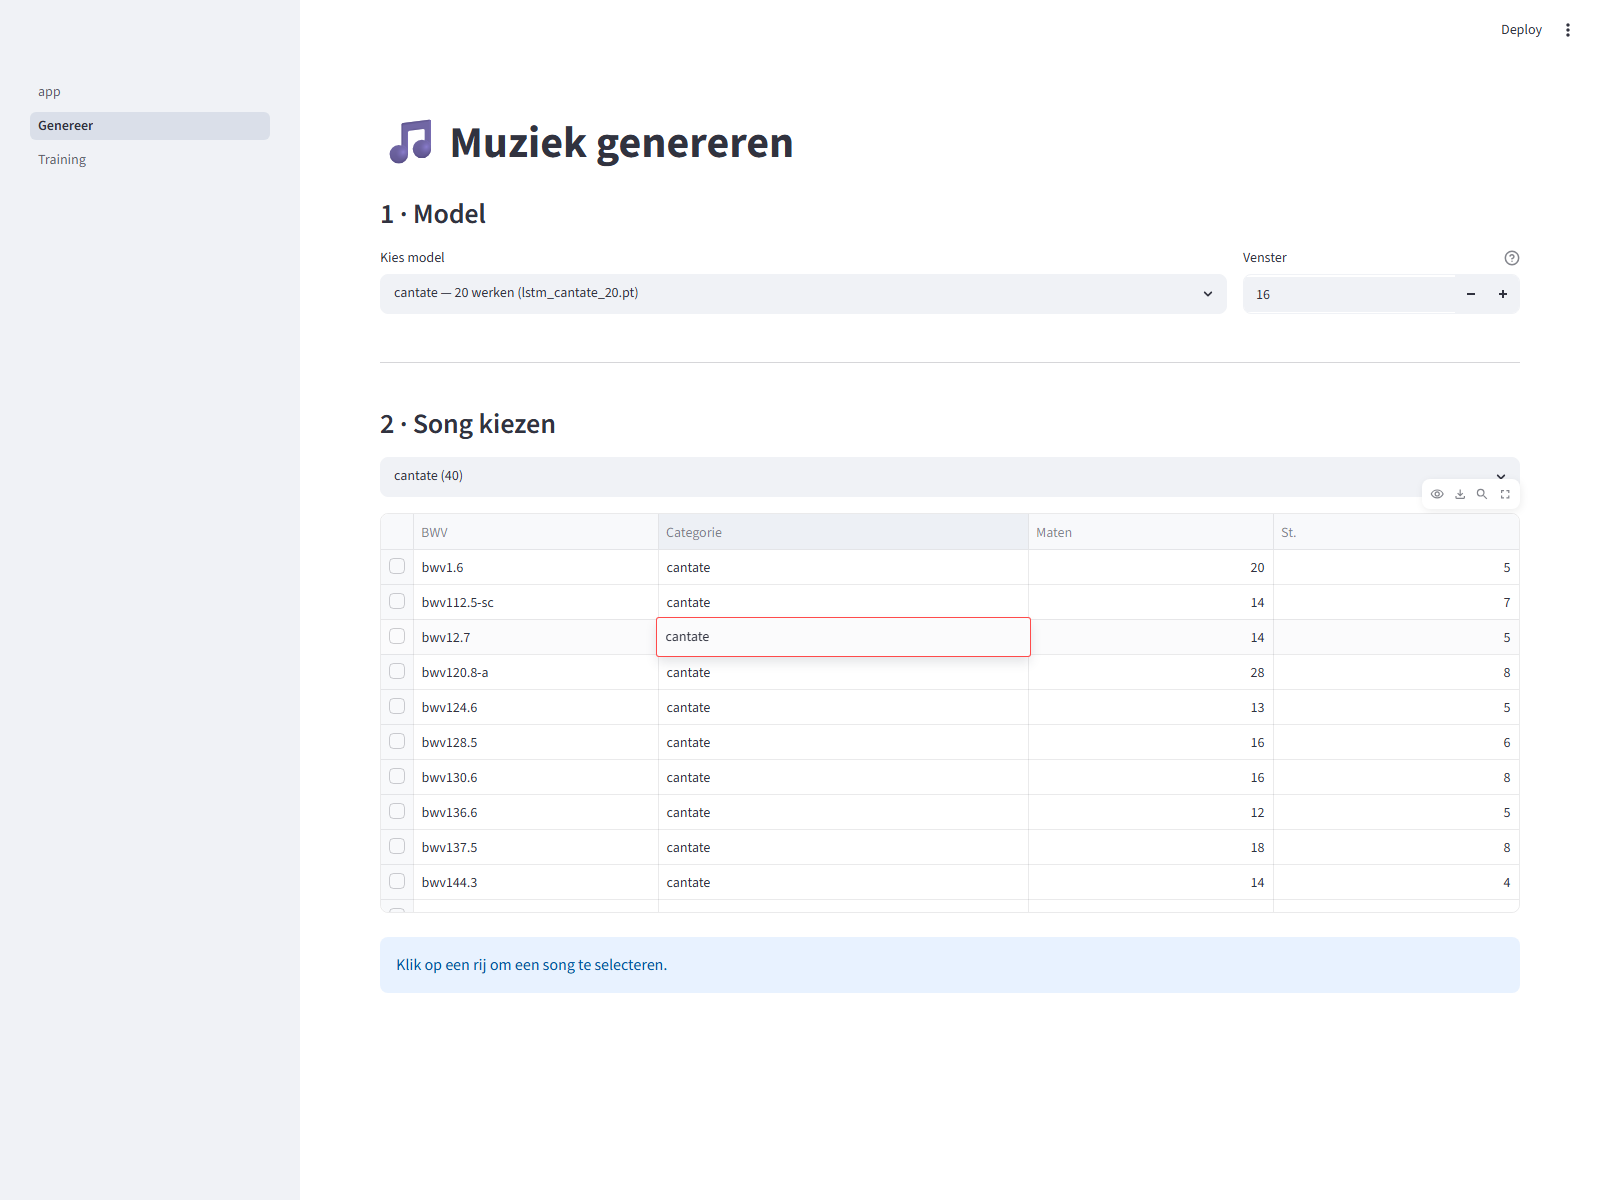 Deploy
app
Genereer
Training
Muziek genereren
1 · Model
Kies model
Venster
cantate — 20 werken (lstm_cantate_20.pt)
16
2 · Song kiezen
cantate (40)
BWV Categorie Maten St.
bwv1.6 cantate 20 5
bwv112.5-sc cantate 14 7
bwv12.7 cantate 14 5
bwv120.8-a cantate 28 8
bwv124.6 cantate 13 5
bwv128.5 cantate 16 6
bwv130.6 cantate 16 8
bwv136.6 cantate 12 5
bwv137.5 cantate 18 8
bwv144.3 cantate 14 4
Klik op een rij om een song te selecteren.